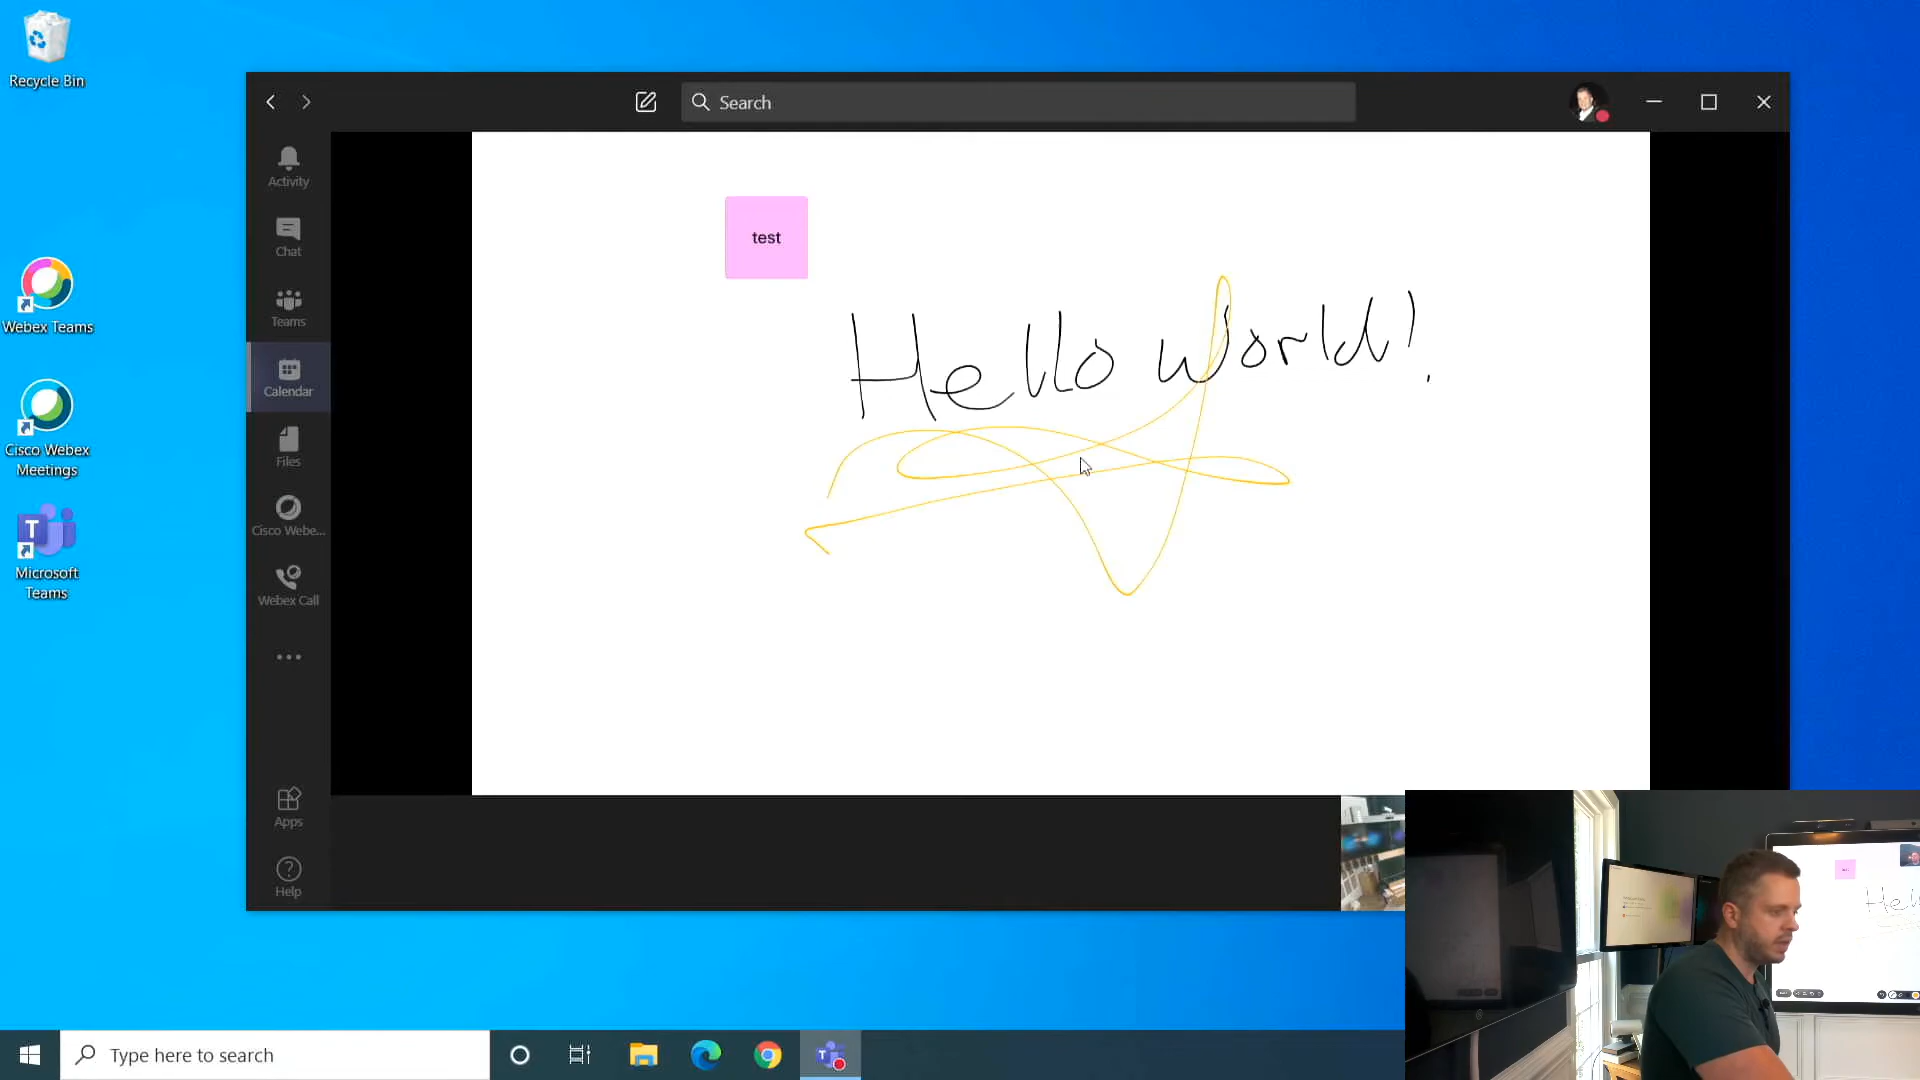 Recycle Bin
Search
Activity
test
Chat
Teams
Hello World!
Webex Teams
Calendar
Files
Cisco Webex
Meetings
Cisco Webe...
Microsoft
Teams
Webex Call
Apps
Help
Type here to search